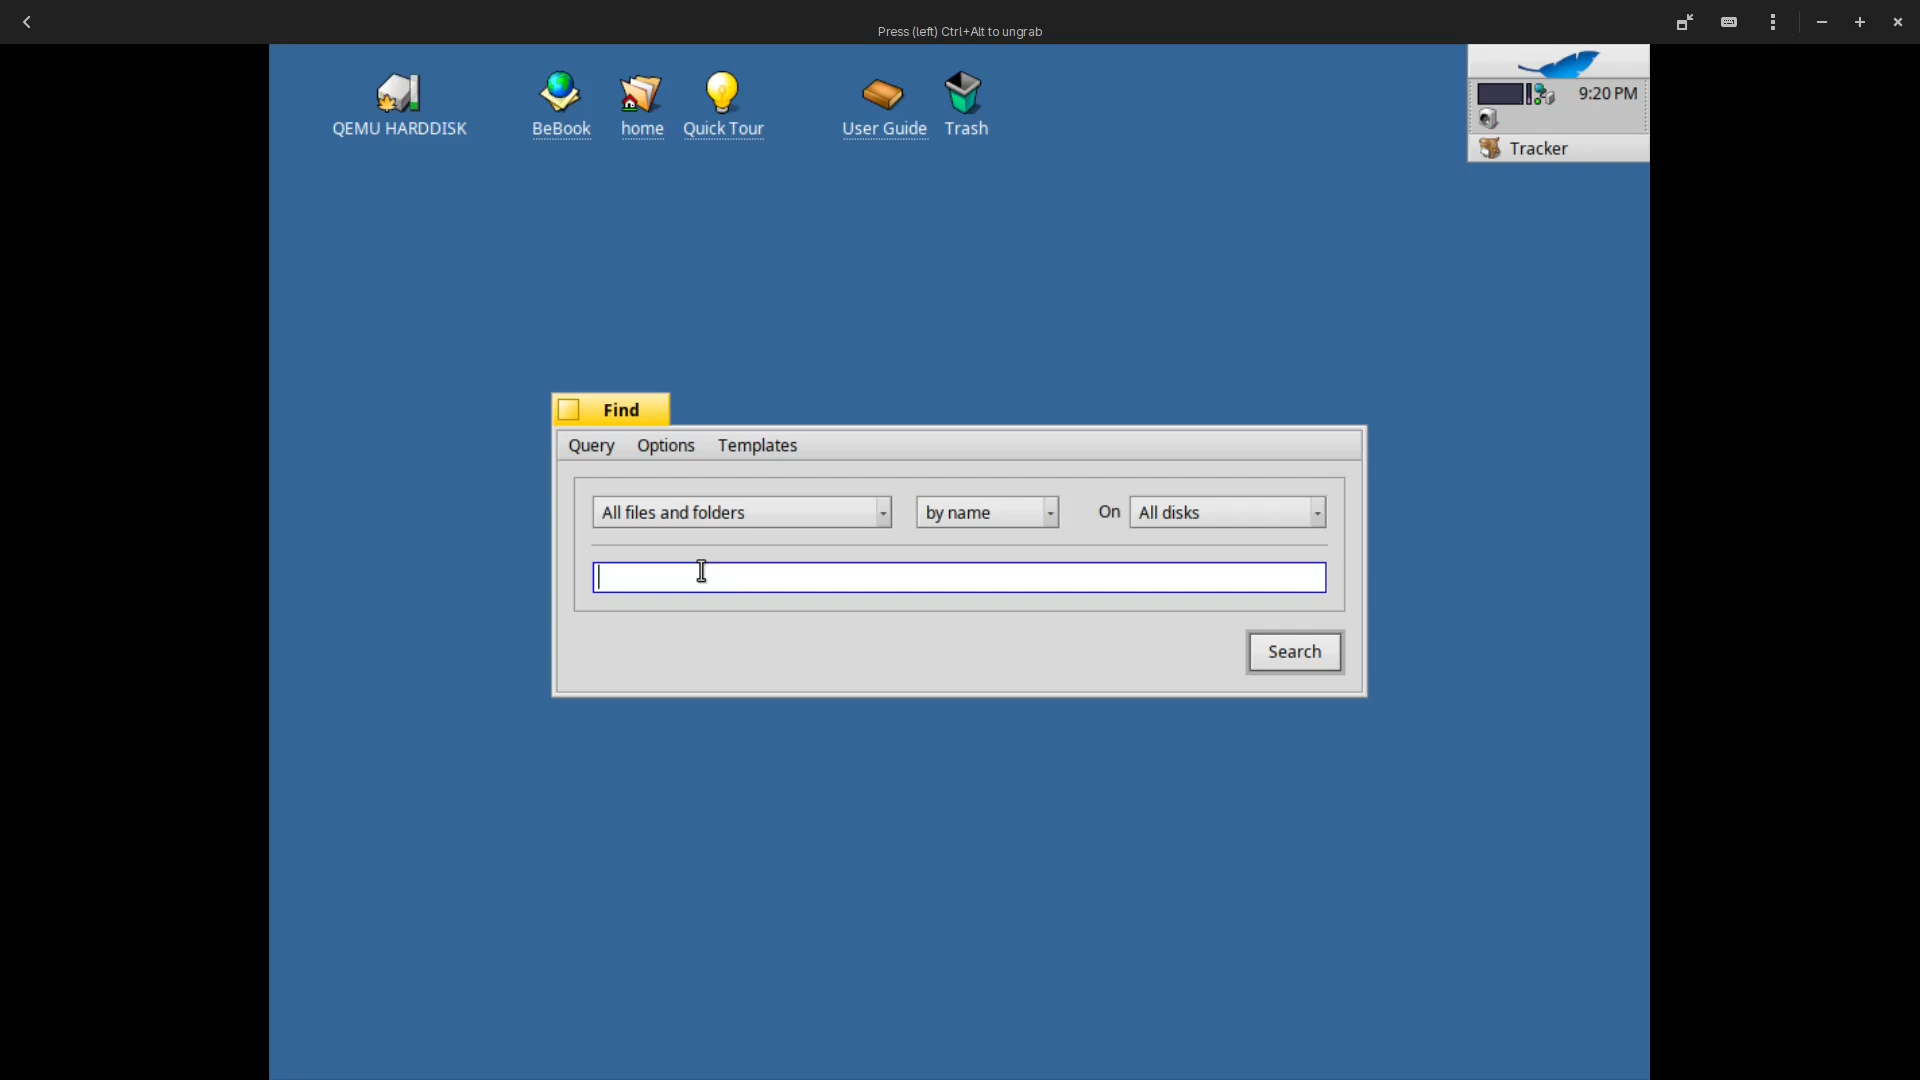 Press (left) Ctrl+Alt to ungrab
QEMU HARDDISK
BeBook
home
Quick Tour
User Guide
Trash
9:20 PM
Tracker
Find
Query Options Templates
All files and folders by name On All disks
Search